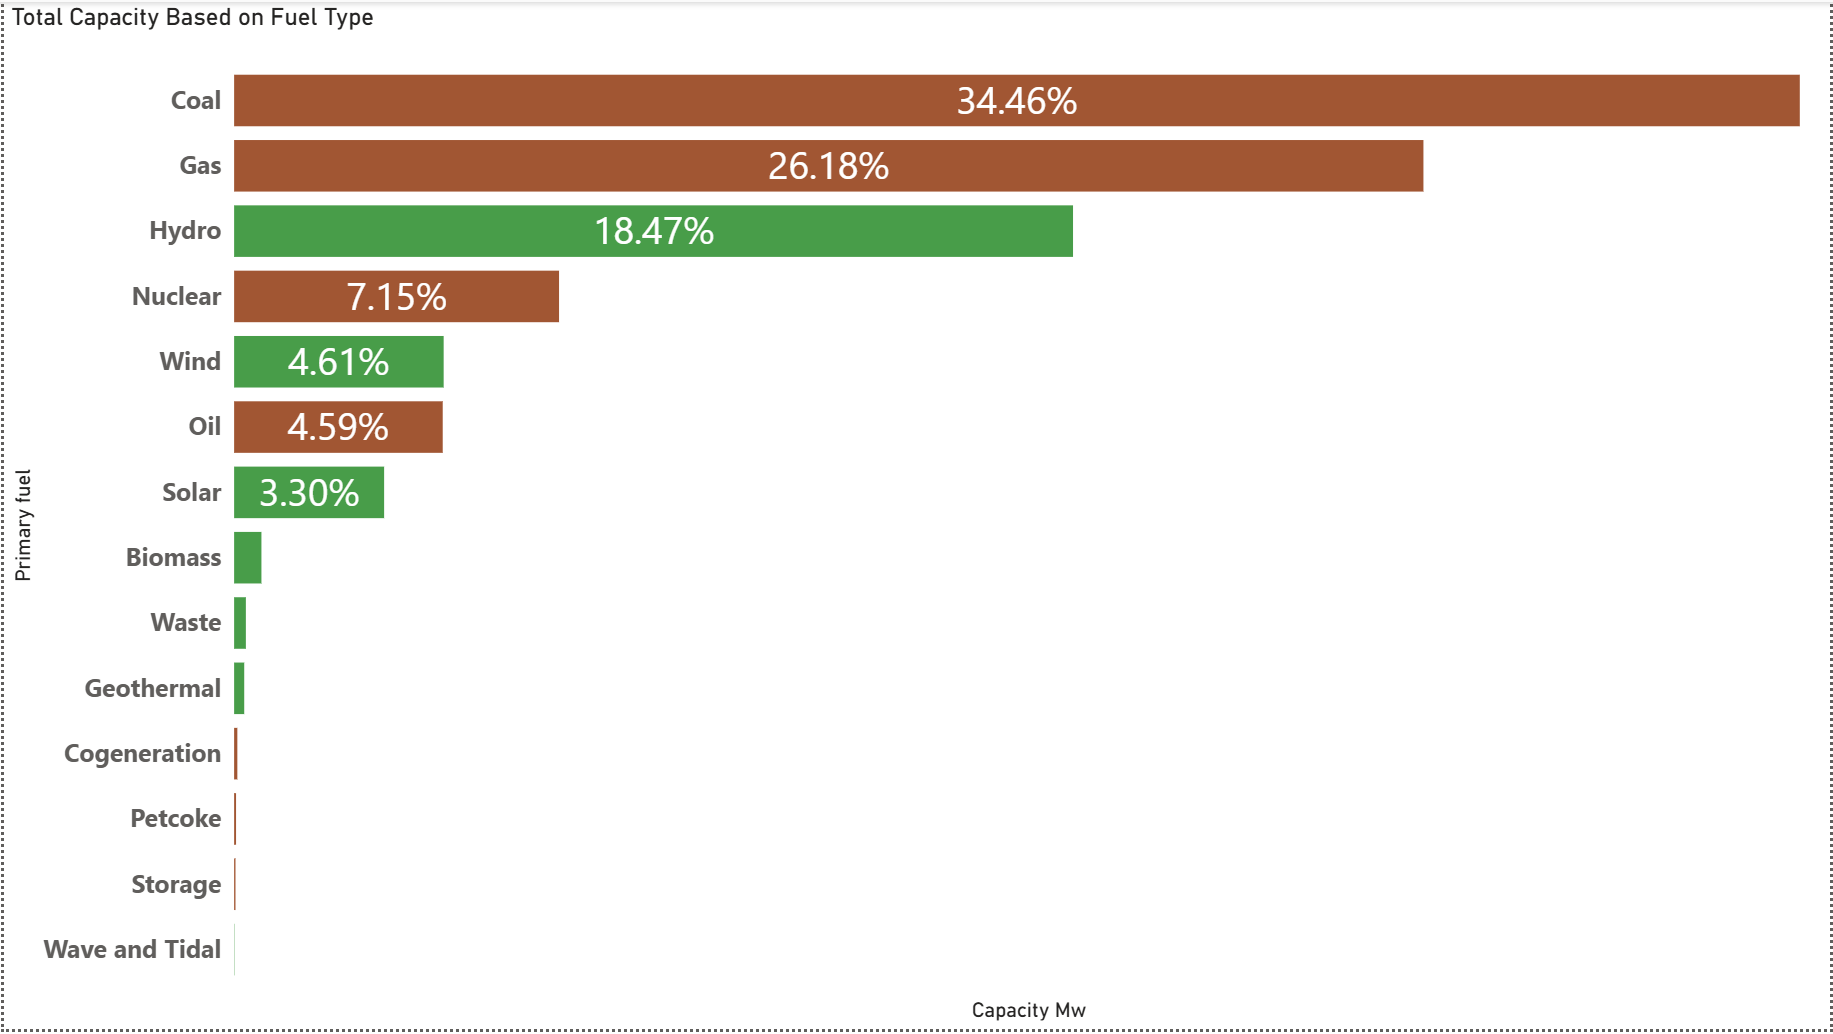 Total Capacity Based on Fuel Type
Coal
34.46%
Gas
26.18%
Hydro
18.47%
Nuclear
7.15%
Wind
4.61%
Oil
4.59%
Solar
3.30%
Biomass
Waste
Geothermal
Cogeneration
Petcoke
Storage
Wave and Tidal
Primary fuel
Capacity Mw